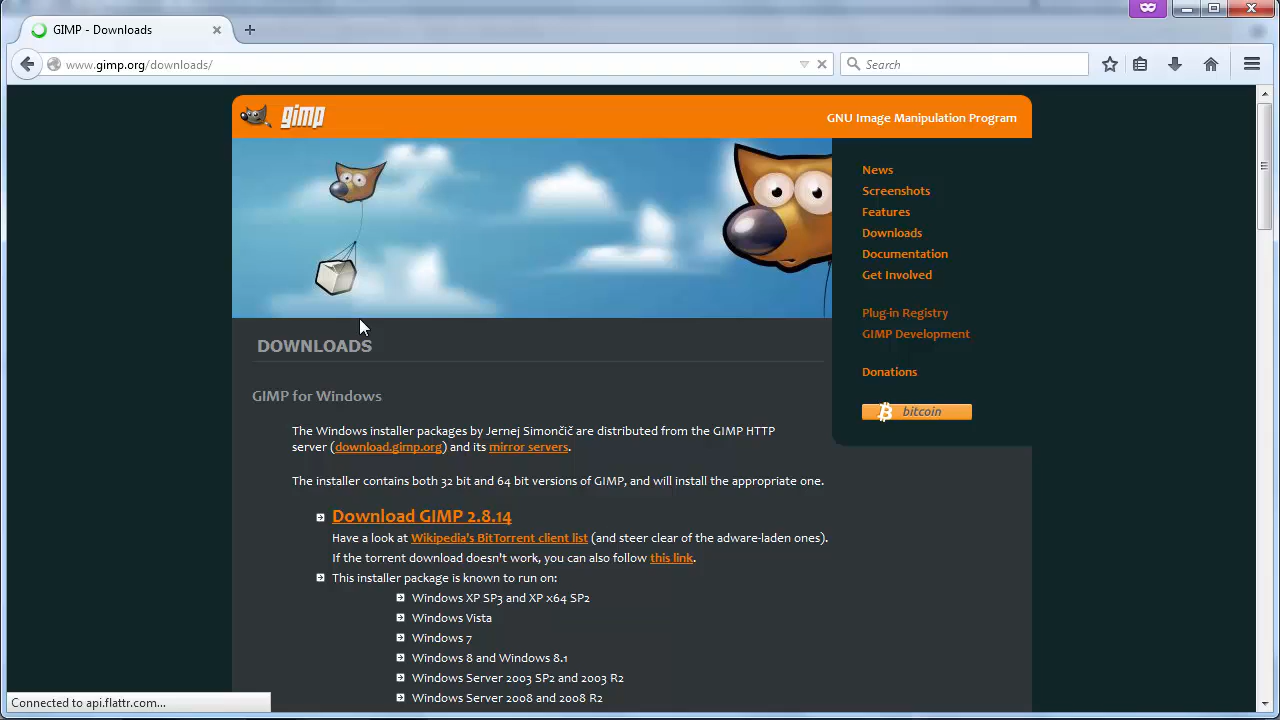 GIMP - Downloads
www.gimp.org/downloads/
Search
gimp
GNU Image Manipulation Program
News
Screenshots
Features
Downloads
Documentation
Get Involved
Plug-in Registry
GIMP Development
Donations
bitcoin
DOWNLOADS
GIMP for Windows
The Windows installer packages by Jernej Simončič are distributed from the GIMP HTTP
server (download.gimp.org) and its mirror servers.
The installer contains both 32 bit and 64 bit versions of GIMP, and will install the appropriate one.
Download GIMP 2.8.14
Have a look at Wikipedia's BitTorrent client list (and steer clear of the adware-laden ones).
If the torrent download doesn't work, you can also follow this link.
This installer package is known to run on:
Windows XP SP3 and XP x64 SP2
Windows Vista
Windows 7
Windows 8 and Windows 8.1
Windows Server 2003 SP2 and 2003 R2
Windows Server 2008 and 2008 R2
Connected to api.flattr.com...